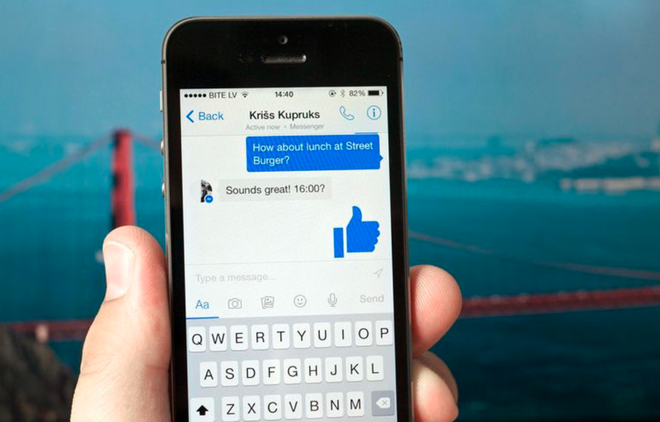 BITE LV 14:40 82%
Back Krišs Kupruks
Active now • Messenger
How about lunch at Street
Burger?
Sounds great! 16:00?
Type a message...
Aa Send
Q W E R T Y U I O P
A S D F G H J K L
Z X C V B N M